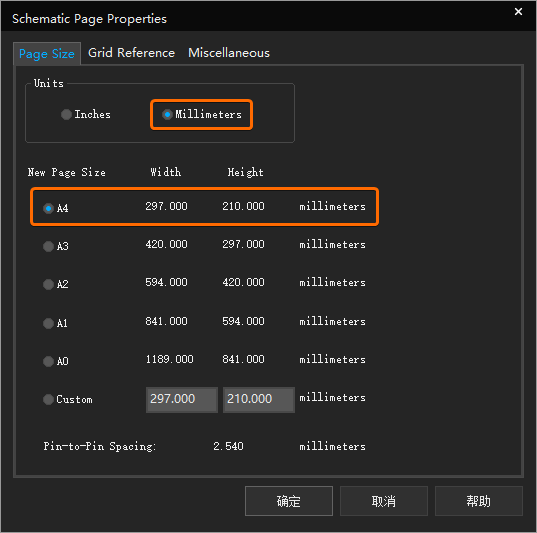 Schematic Page Properties ×
Page Size Grid Reference Miscellaneous
Units
Inches Millimeters
New Page Size Width Height
A4 297.000 210.000 millimeters
A3 420.000 297.000 millimeters
A2 594.000 420.000 millimeters
A1 841.000 594.000 millimeters
A0 1189.000 841.000 millimeters
Custom 297.000 210.000 millimeters
Pin-to-Pin Spacing: 2.540 millimeters
确定 取消 帮助